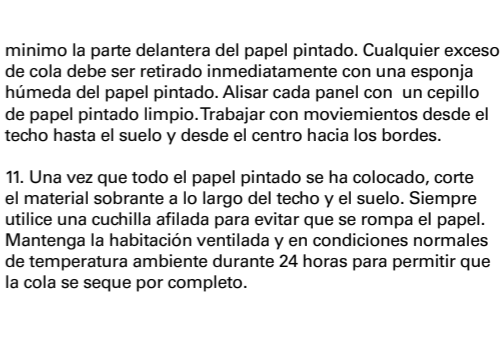 minimo la parte delantera del papel pintado. Cualquier exceso
de cola debe ser retirado inmediatamente con una esponja
húmeda del papel pintado. Alisar cada panel con  un cepillo
de papel pintado limpio.Trabajar con moviemientos desde el
techo hasta el suelo y desde el centro hacia los bordes.

11. Una vez que todo el papel pintado se ha colocado, corte
el material sobrante a lo largo del techo y el suelo. Siempre
utilice una cuchilla afilada para evitar que se rompa el papel.
Mantenga la habitación ventilada y en condiciones normales
de temperatura ambiente durante 24 horas para permitir que
la cola se seque por completo.